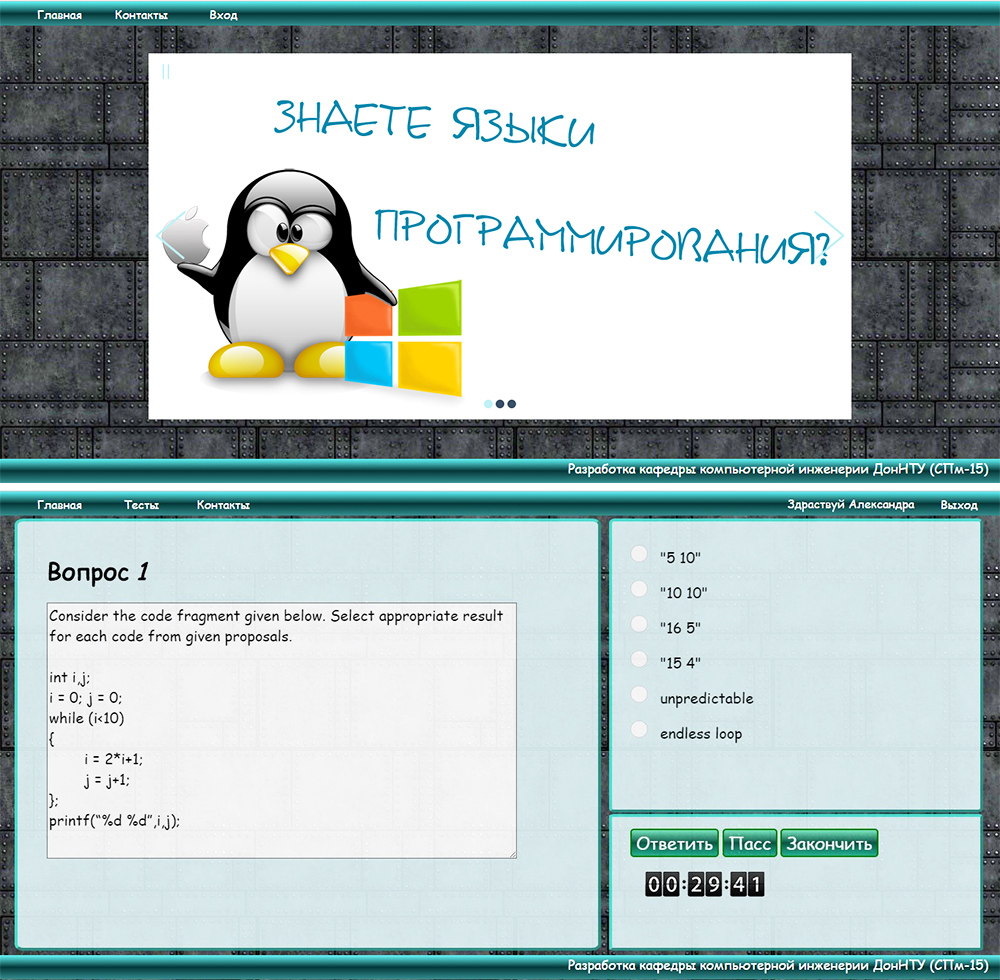 Главная Контакты Вход
ЗНАЕТЕ ЯЗЫКИ
ПРОГРАММИРОВАНИЯ?
Разработка кафедры компьютерной инженерии ДонНТУ (СПм-15)
Главная Тесты Контакты Здраствуй Александра Выход
Вопрос 1
Consider the code fragment given below. Select appropriate result
for each code from given proposals.
int i,j;
i = 0; j = 0;
while (i<10)
{
i = 2*i+1;
j = j+1;
};
printf(“%d %d”,i,j);
"5 10"
"10 10"
"16 5"
"15 4"
unpredictable
endless loop
Ответить Пасс Закончить
00:29:41
Разработка кафедры компьютерной инженерии ДонНТУ (СПм-15)